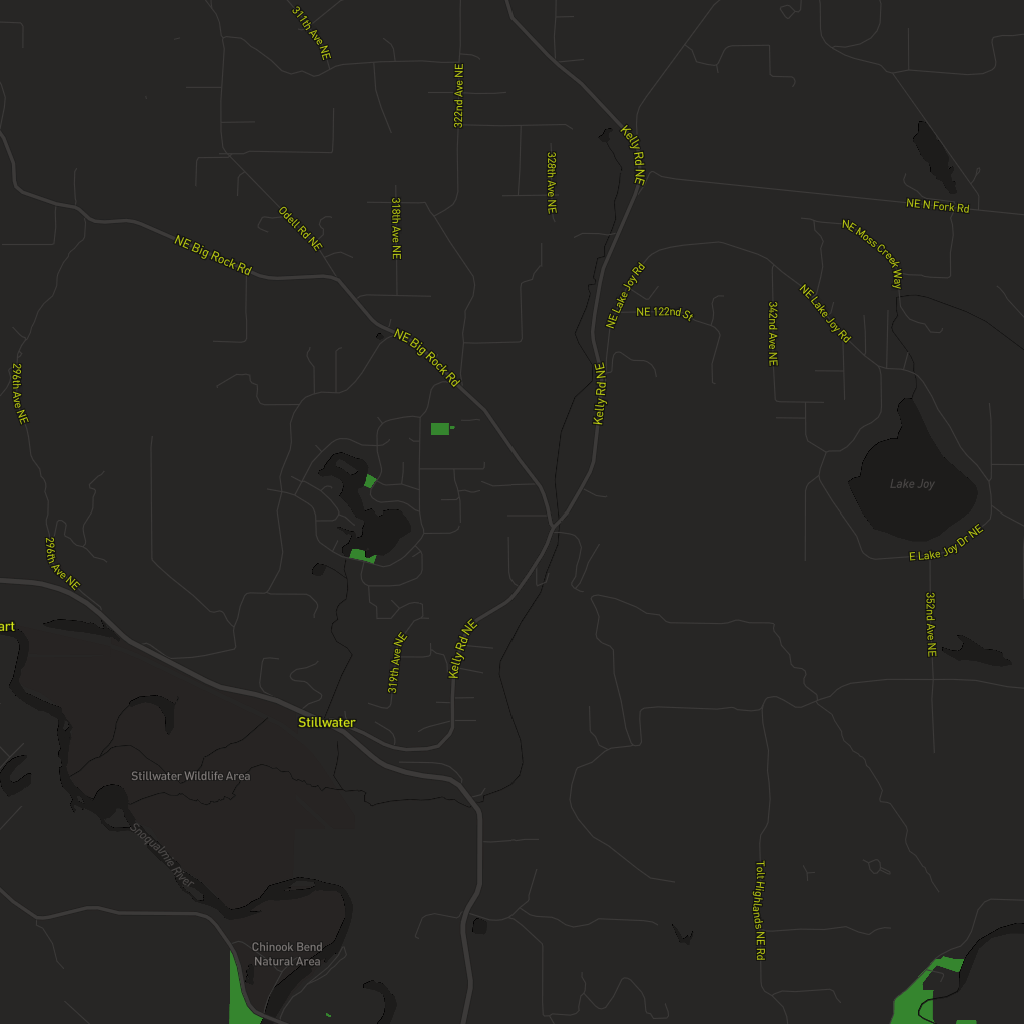 311th Ave NE
322nd Ave NE
Kelly Rd NE
328th Ave NE
318th Ave NE
Odell Rd NE
NE Big Rock Rd
NE N Fork Rd
NE Moss Creek Way
NE Lake Joy Rd
NE 122nd St
342nd Ave NE
NE Lake Joy Rd
NE Big Rock Rd
296th Ave NE
Kelly Rd NE
Lake Joy
E Lake Joy Dr NE
296th Ave NE
352nd Ave NE
art
319th Ave NE
Kelly Rd NE
Stillwater
Stillwater Wildlife Area
Snoqualmie River
Tolt Highlands NE Rd
Chinook Bend
Natural Area